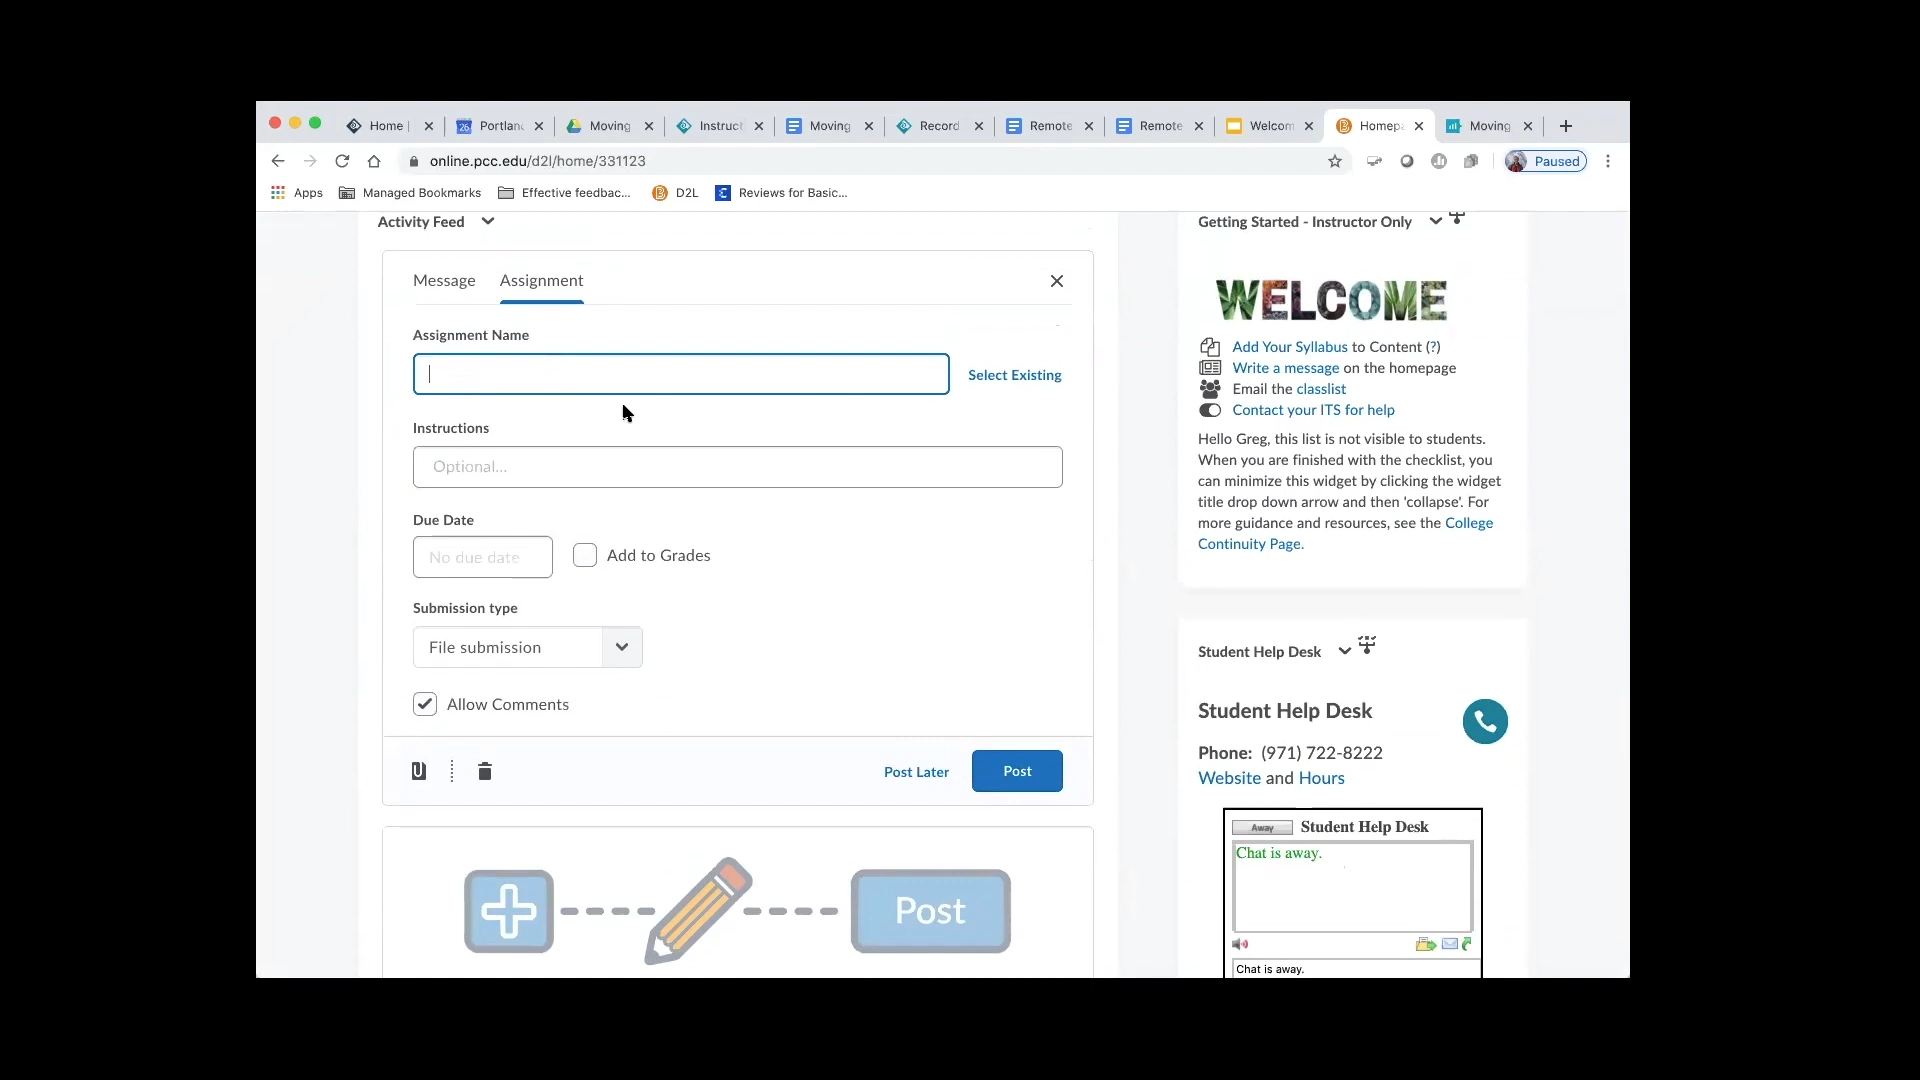 Home
Portlan
Moving
Instruct
Moving
Record
Remote
Remote
Welcom
Homepa
Moving
online.pcc.edu/d2l/home/331123
Paused
Apps
Managed Bookmarks
Effective feedbac...
D2L
Reviews for Basic...
Activity Feed
Message
Assignment
Assignment Name
Select Existing
Instructions
Optional...
Due Date
No due date
Add to Grades
Submission type
File submission
Allow Comments
Post Later
Post
Post
Getting Started - Instructor Only
WELCOME
Add Your Syllabus to Content (?)
Write a message on the homepage
Email the classlist
Contact your ITS for help
Hello Greg, this list is not visible to students.
When you are finished with the checklist, you
can minimize this widget by clicking the widget
title drop down arrow and then 'collapse'. For
more guidance and resources, see the College
Continuity Page.
Student Help Desk
Student Help Desk
Phone: (971) 722-8222
Website and Hours
Away
Student Help Desk
Chat is away.
Chat is away.